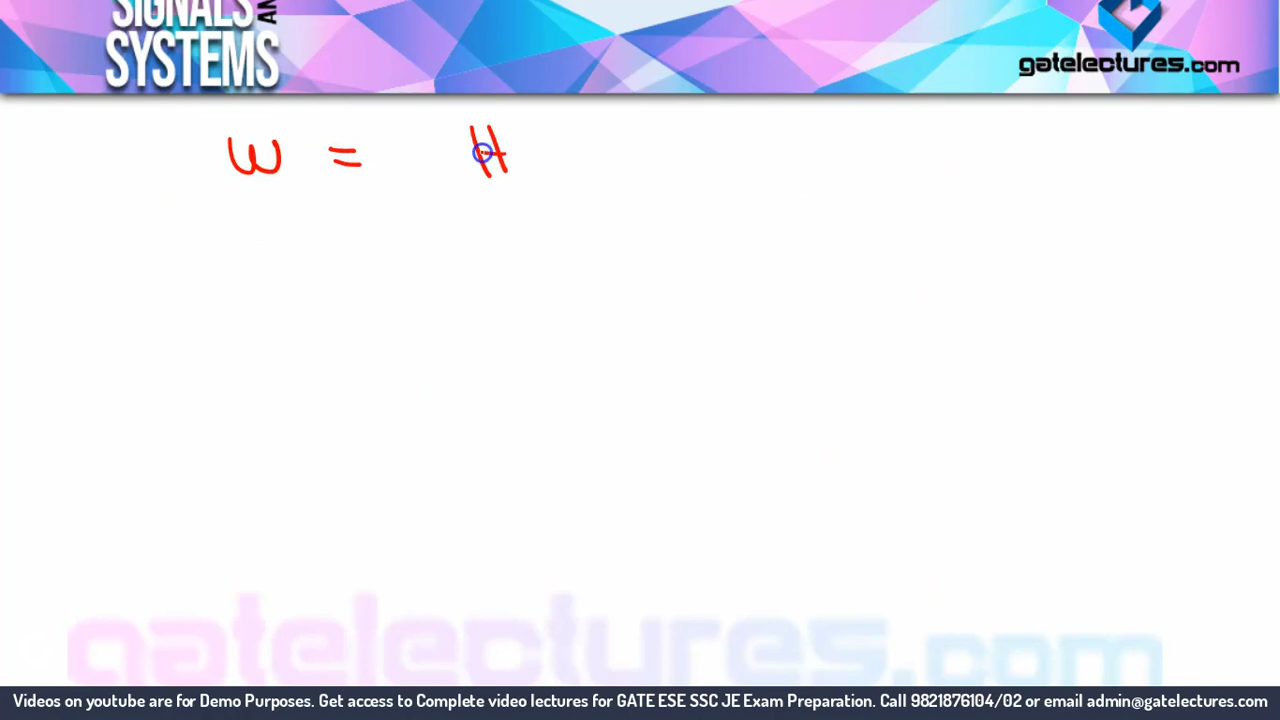 SIGNALS AND
SYSTEMS
gatelectures.com
ω = H
gatelectures.com
Videos on youtube are for Demo Purposes. Get access to Complete video lectures for GATE ESE SSC JE Exam Preparation. Call 9821876104/02 or email admin@gatelectures.com